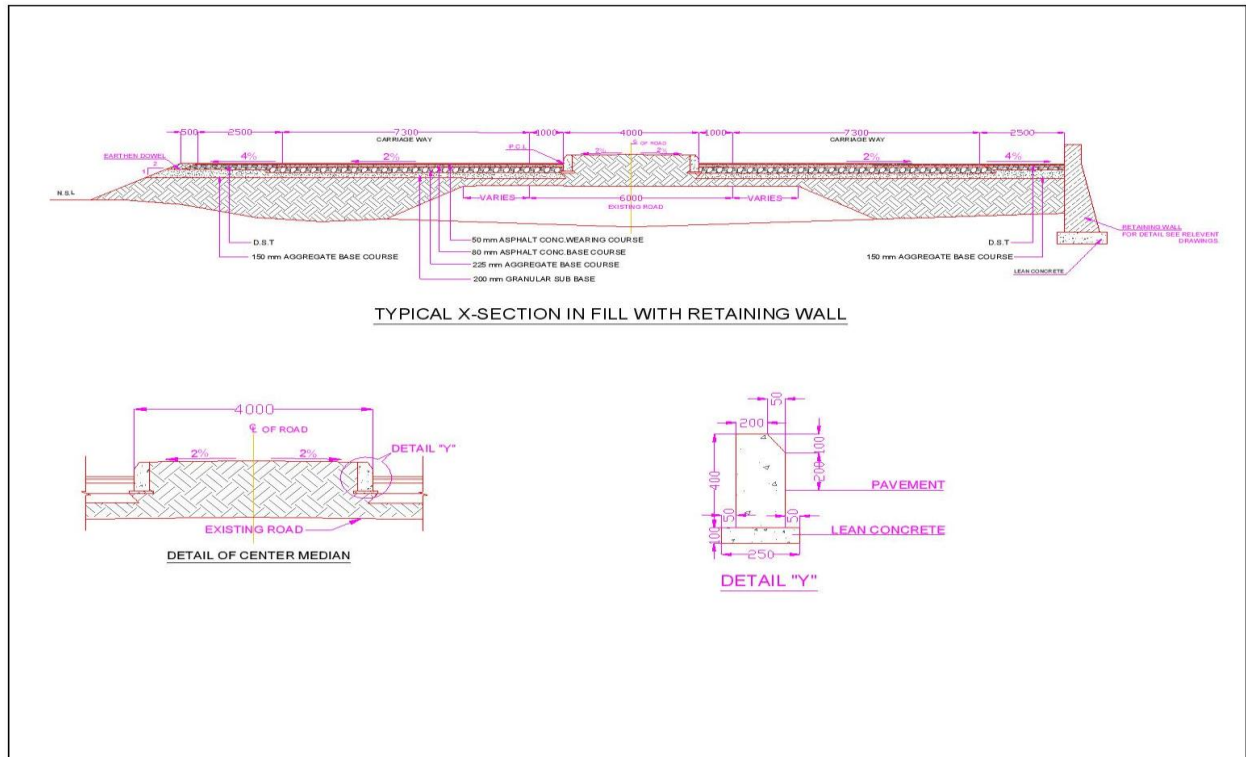 500 2500 7300 1000 4000 1000 7300 2500
CARRIAGE WAY
CARRIAGE WAY
P.C.L
℄ OF ROAD
EARTHEN DOWEL
4% 2% 2% 2% 2% 4%
2
1
N.S.L
VARIES 6000 VARIES
EXISTING ROAD
RETAINING WALL
FOR DETAIL SEE RELEVENT
DRAWINGS
50 mm ASPHALT CONC.WEARING COURSE
D.S.T
80 mm ASPHALT CONC.BASE COURSE
D.S.T
150 mm AGGREGATE BASE COURSE
225 mm AGGREGATE BASE COURSE
150 mm AGGREGATE BASE COURSE
200 mm GRANULAR SUB BASE
LEAN CONCRETE
TYPICAL X-SECTION IN FILL WITH RETAINING WALL
4000
℄ OF ROAD
2% 2%
DETAIL "Y"
EXISTING ROAD
DETAIL OF CENTER MEDIAN
50
200
100
200
400
PAVEMENT
50 50
LEAN CONCRETE
100
250
DETAIL "Y"